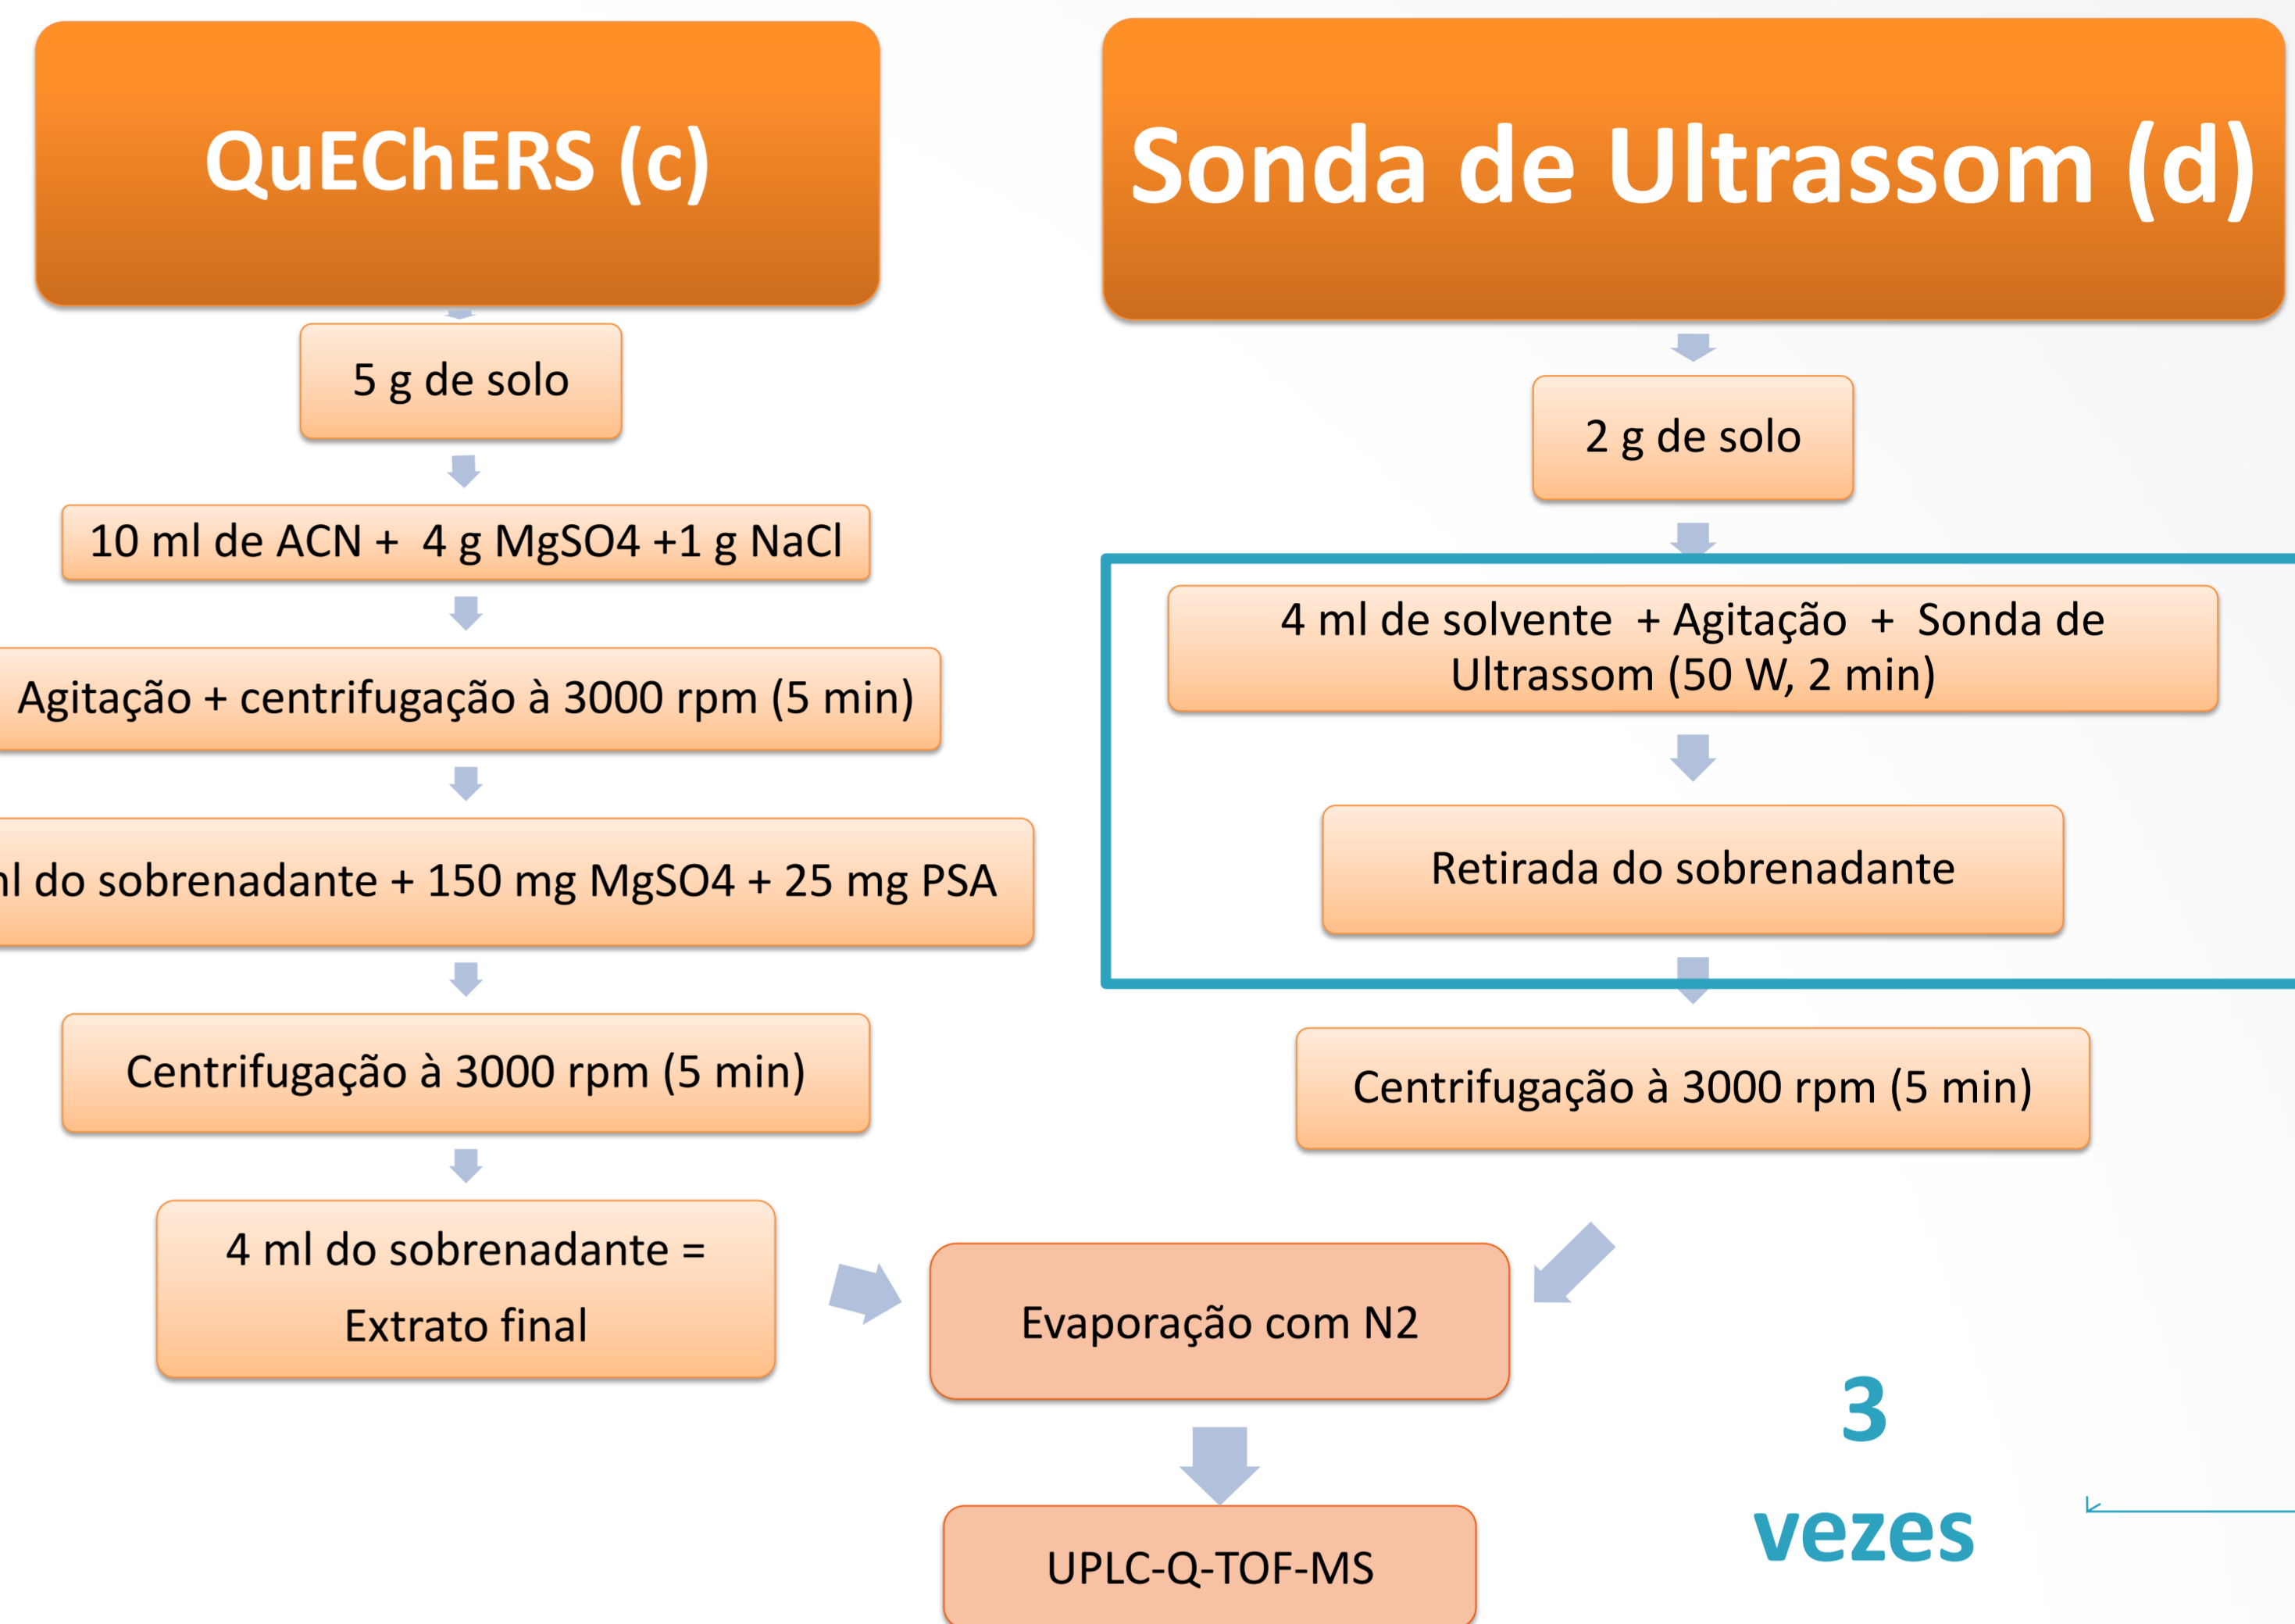 QuEChERS (c)
5 g de solo
10 ml de ACN + 4 g MgSO4 +1 g NaCl
Agitação + centrifugação à 3000 rpm (5 min)
do sobrenadante + 150 mg MgSO4 + 25 mg PSA
Centrifugação à 3000 rpm (5 min)
4 ml do sobrenadante =
Extrato final
Sonda de Ultrassom (d)
2 g de solo
4 ml de solvente + Agitação + Sonda de
Ultrassom (50 W, 2 min)
Retirada do sobrenadante
Centrifugação à 3000 rpm (5 min)
Evaporação com N2
UPLC-Q-TOF-MS
3
vezes